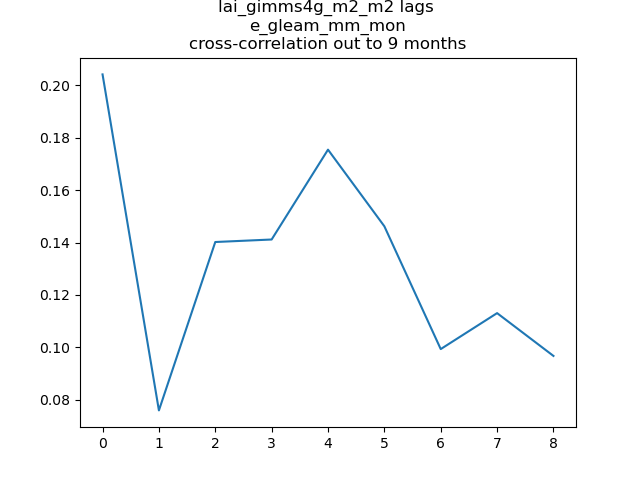 lai_gimms4g_m2_m2 lags
e_gleam_mm_mon
cross-correlation out to 9 months
0.20
0.18
0.16
0.14
0.12
0.10
0.08
0 1 2 3 4 5 6 7 8